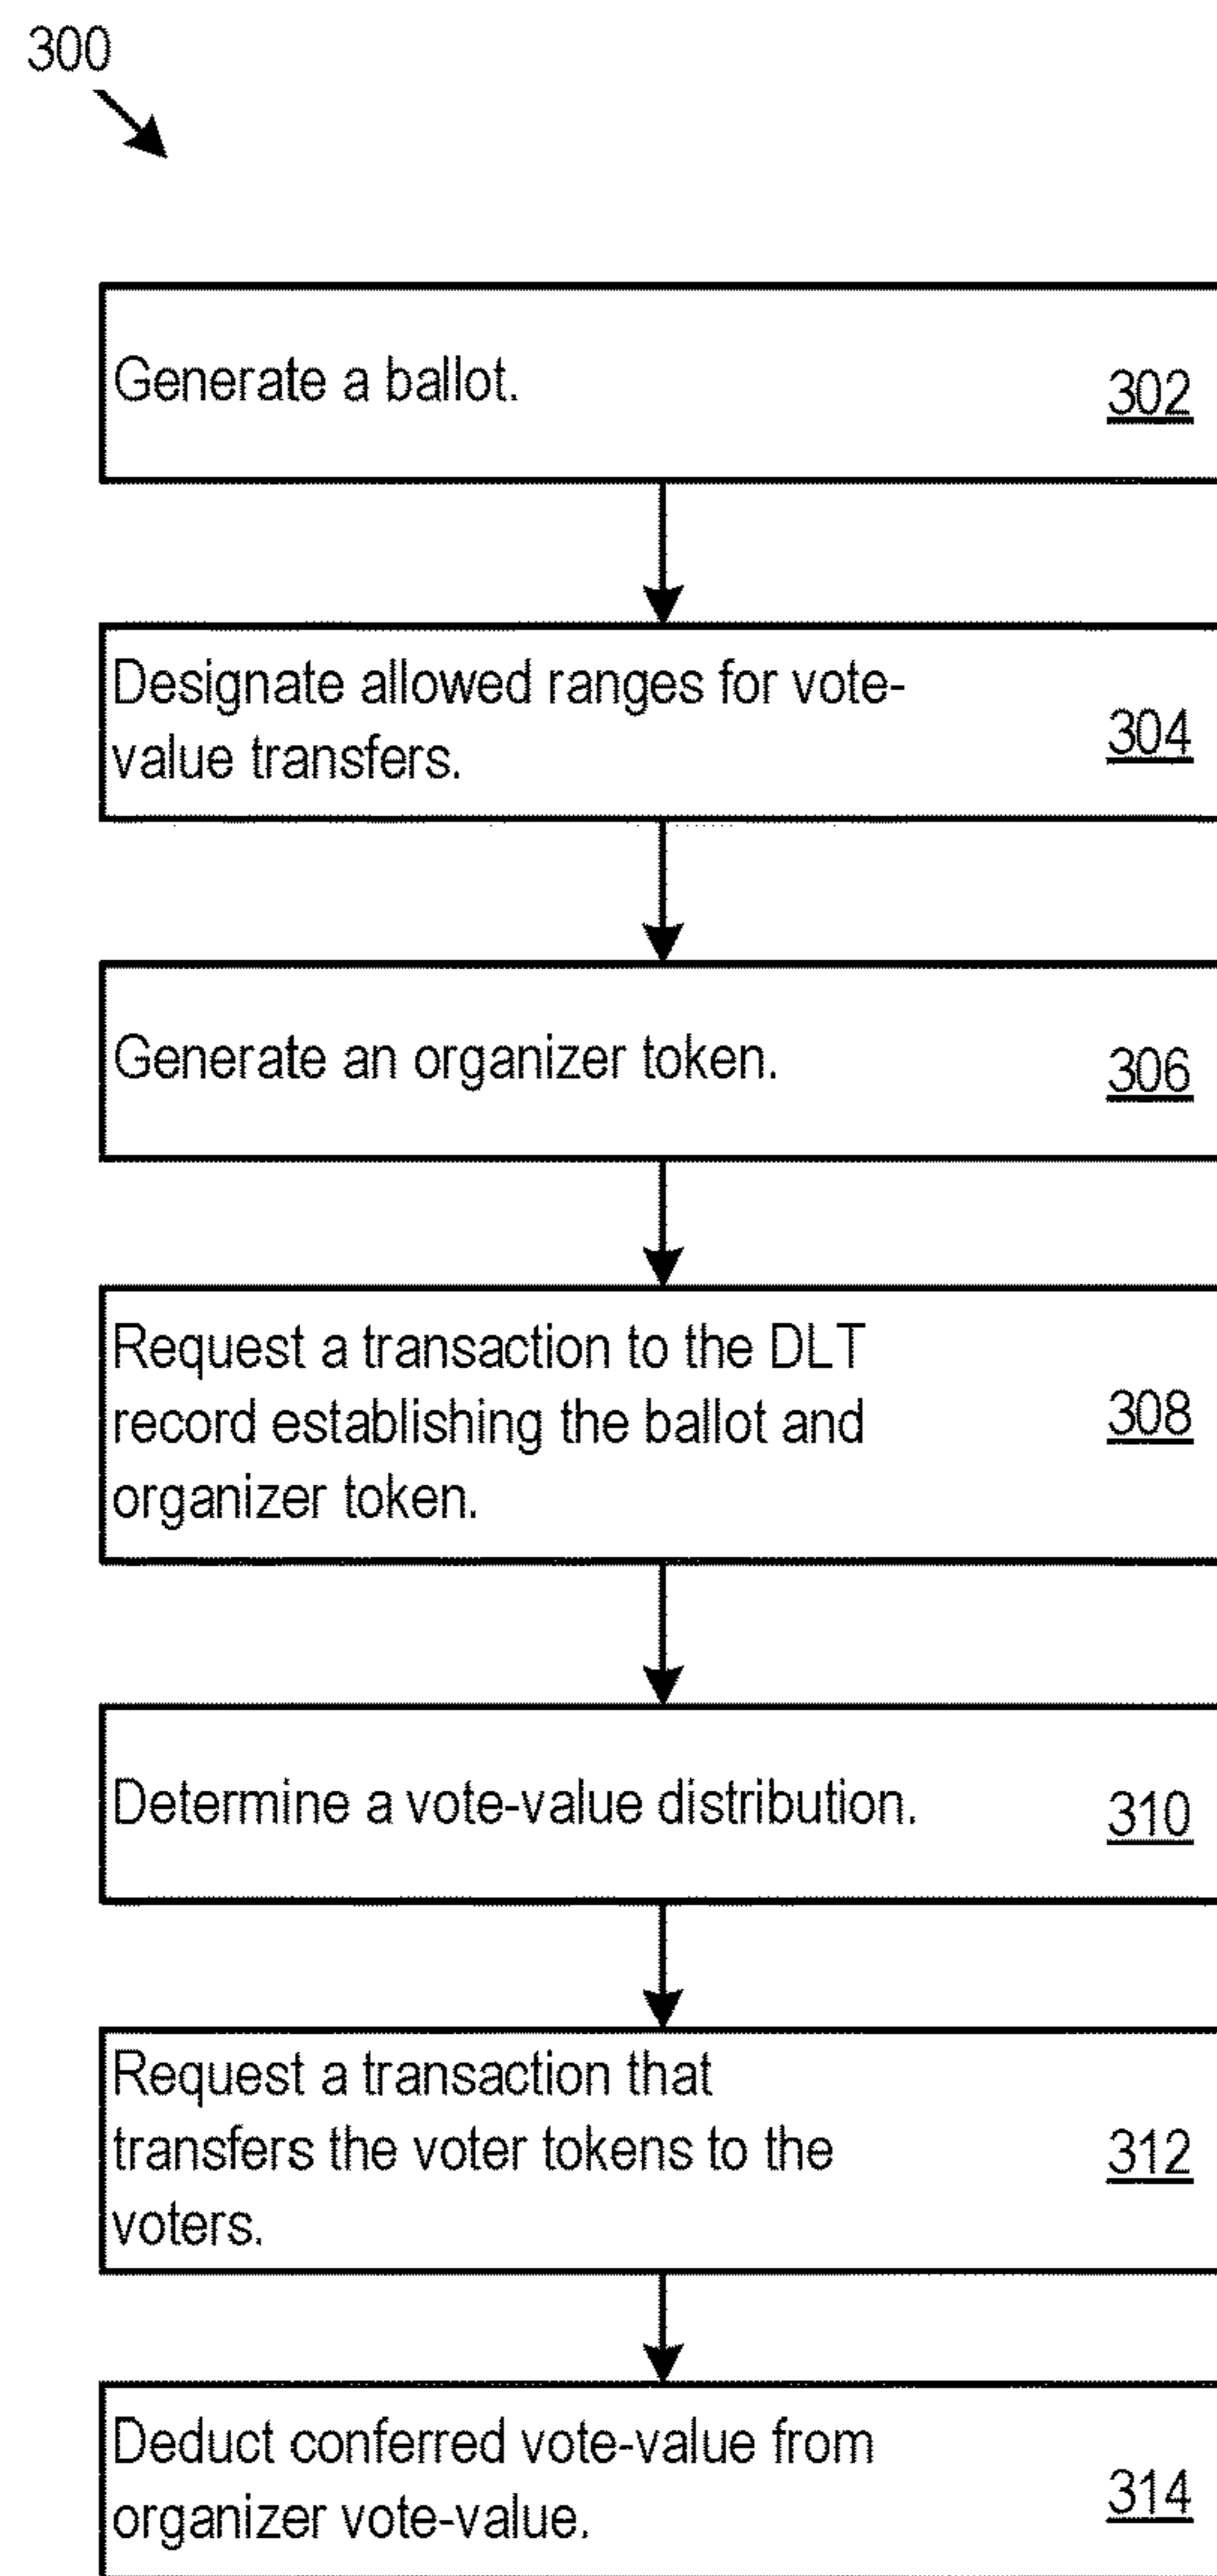 300
Generate a ballot.
302
Designate allowed ranges for vote-
value transfers.
304
Generate an organizer token.
306
Request a transaction to the DLT
record establishing the ballot and
organizer token.
308
Determine a vote-value distribution.
310
Request a transaction that
transfers the voter tokens to the
voters.
312
Deduct conferred vote-value from
organizer vote-value.
314